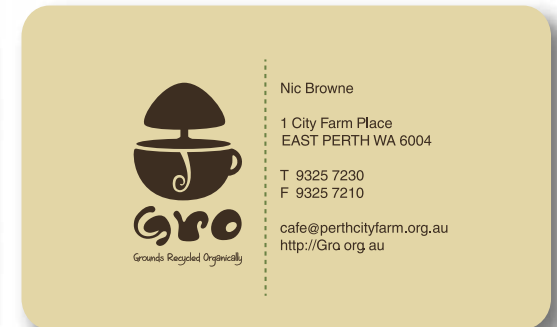 Gro
Grounds Recycled Organically
Nic Browne
1 City Farm Place
EAST PERTH WA 6004
T 9325 7230
F 9325 7210
cafe@perthcityfarm.org.au
http://Gro.org.au